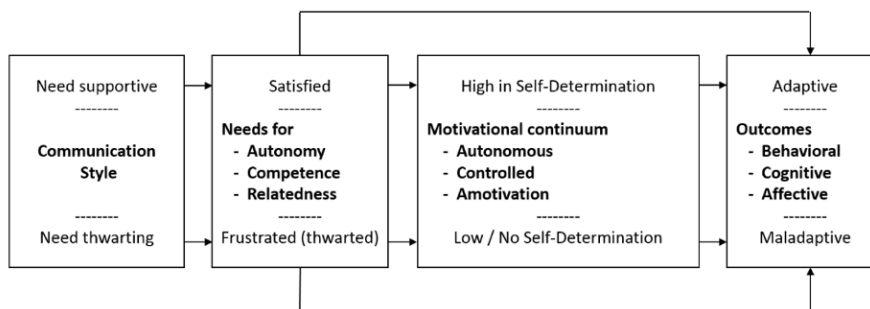 Need supportive
--------
Communication
Style
--------
Need thwarting
Satisfied
--------
Needs for
- Autonomy
- Competence
- Relatedness
--------
Frustrated (thwarted)
High in Self-Determination
--------
Motivational continuum
- Autonomous
- Controlled
- Amotivation
--------
Low / No Self-Determination
Adaptive
--------
Outcomes
- Behavioral
- Cognitive
- Affective
--------
Maladaptive